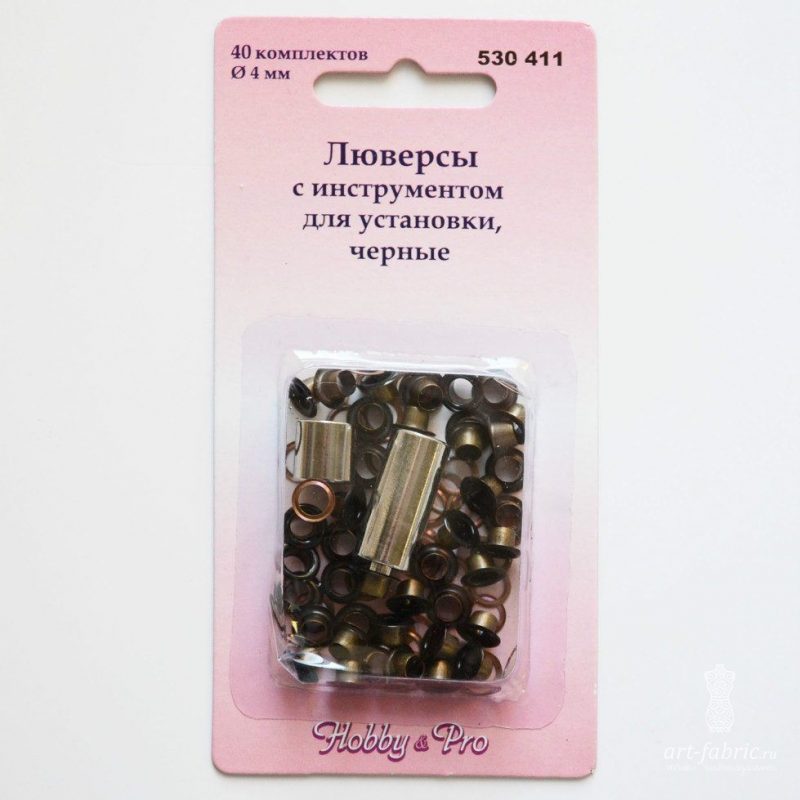 40 комплектов
Ø 4 мм
530 411
Люверсы
с инструментом
для установки,
черные
Hobby & Pro
art-fabric.ru